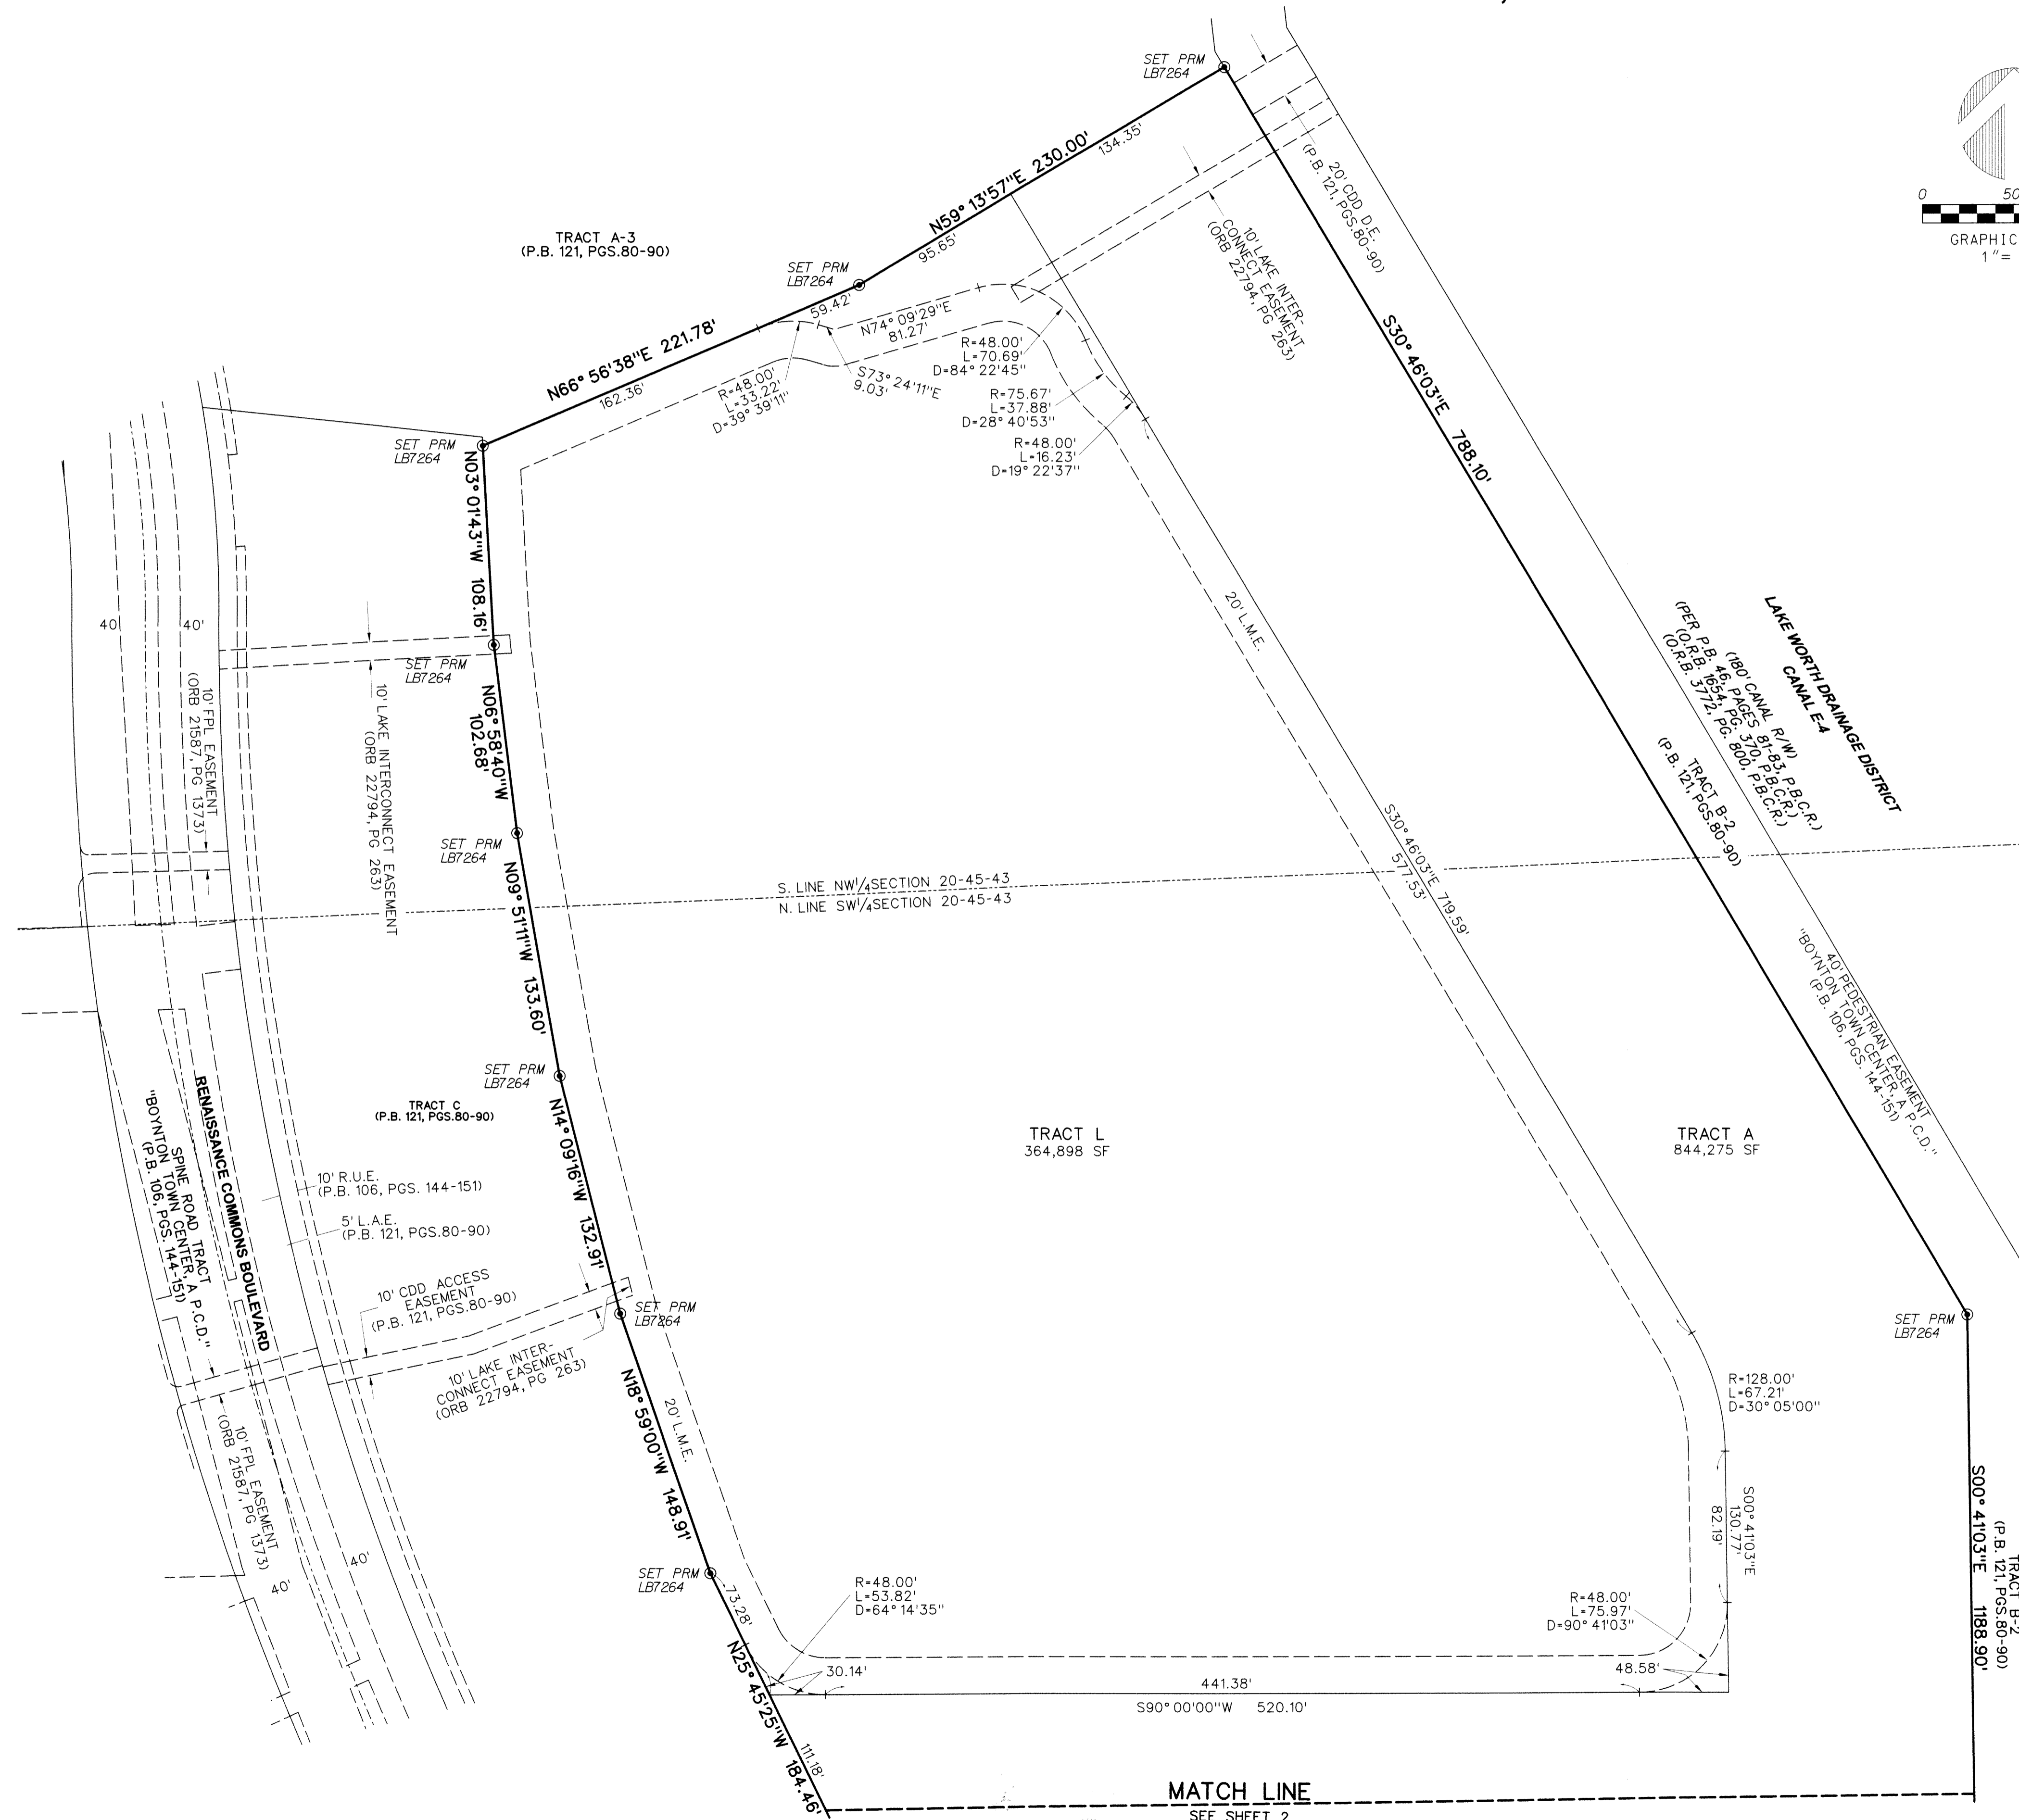 SET PRM
LB7264
N59° 13'57"E 230.00'
134.35'
95.65'
20' CDD D.E.
(P.B. 121, PGS.80-90)
0
50
GRAPHIC
1"=
TRACT A-3
(P.B. 121, PGS.80-90)
SET PRM
LB7264
10' LAKE INTER-
CONNECT EASEMENT
(ORB 22794, PG 263)
59.42'
N74° 09'29"E
81.27'
N66° 56'38"E 221.78'
162.36'
R=48.00'
L=33.22'
D=39° 39'11"
S73° 24'11"E
9.03'
R=48.00'
L=70.69'
D=84° 22'45"
R=75.67'
L=37.88'
D=28° 40'53"
R=48.00'
L=16.23'
D=19° 22'37"
S30° 46'03"E 788.10'
SET PRM
LB7264
N03° 01'43"W 108.16'
40'
40'
10' FPL EASEMENT
(ORB 21587, PG 1373)
SET PRM
LB7264
10' LAKE INTERCONNECT EASEMENT
(ORB 22794, PG 263)
N06° 58'40"W
102.68'
20' L.M.E.
LAKE WORTH DRAINAGE DISTRICT
CANAL E-4
(180' CANAL R/W)
(PER P.B. 46, PAGES 81-83, P.B.C.R.)
(O.R.B. 1654, PG. 370, P.B.C.R.)
(O.R.B. 3772, PG. 800, P.B.C.R.)
TRACT B-2
(P.B. 121, PGS.80-90)
SET PRM
LB7264
N09° 51'11"W 133.60'
S. LINE NW1/4SECTION 20-45-43
N. LINE SW1/4SECTION 20-45-43
S30° 46'03"E 719.59'
577.53'
40' PEDESTRIAN EASEMENT
"BOYNTON TOWN CENTER, A P.C.D."
(P.B. 106, PGS. 144-151)
SET PRM
LB7264
TRACT C
(P.B. 121, PGS.80-90)
N14° 09'16"W 132.91'
TRACT L
364,898 SF
TRACT A
844,275 SF
RENAISSANCE COMMONS BOULEVARD
SPINE ROAD TRACT
"BOYNTON TOWN CENTER, A P.C.D."
(P.B. 106, PGS. 144-151)
10' R.U.E.
(P.B. 106, PGS. 144-151)
5' L.A.E.
(P.B. 121, PGS.80-90)
10' CDD ACCESS
EASEMENT
(P.B. 121, PGS.80-90)
SET PRM
LB7264
SET PRM
LB7264
10' LAKE INTER-
CONNECT EASEMENT
(ORB 22794, PG 263)
N18° 59'00"W 148.91'
20' L.M.E.
R=128.00'
L=67.21'
D=30° 05'00"
10' FPL EASEMENT
(ORB 21587, PG 1373)
40'
40'
S00° 41'03"E
130.77'
82.19'
S00° 41'03"E 1188.90'
TRACT B-2
(P.B. 121, PGS.80-90)
SET PRM
LB7264
73.28'
R=48.00'
L=53.82'
D=64° 14'35"
R=48.00'
L=75.97'
D=90° 41'03"
N25° 45'25"W 184.46'
111.18'
30.14'
48.58'
441.38'
S90° 00'00"W 520.10'
MATCH LINE
SEE SHEET 2